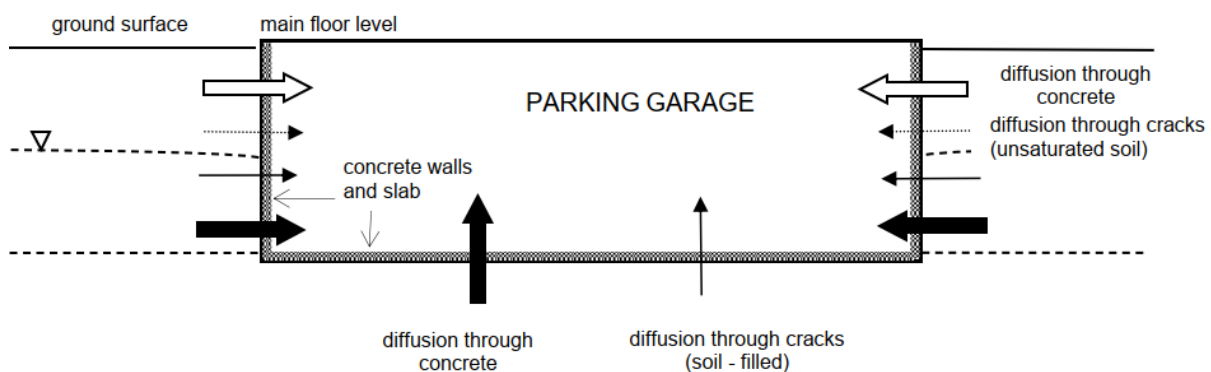 ground surface
main floor level
PARKING GARAGE
diffusion through
concrete
diffusion through cracks
(unsaturated soil)
concrete walls
and slab
diffusion through
concrete
diffusion through cracks
(soil - filled)